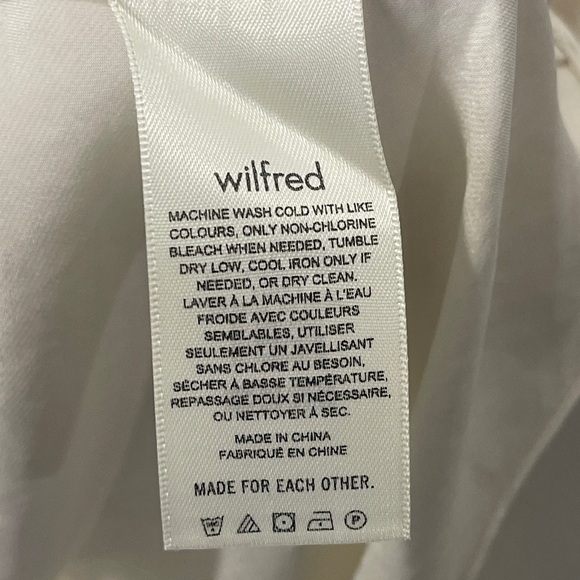 wilfred
MACHINE WASH COLD WITH LIKE
COLOURS, ONLY NON-CHLORINE
BLEACH WHEN NEEDED, TUMBLE
DRY LOW, COOL IRON ONLY IF
NEEDED, OR DRY CLEAN.
LAVER À LA MACHINE À L'EAU
FROIDE AVEC COULEURS
SEMBLABLES, UTILISER
SEULEMENT UN JAVELLISANT
SANS CHLORE AU BESOIN,
SÉCHER À BASSE TEMPÉRATURE,
REPASSAGE DOUX SI NÉCESSAIRE,
OU NETTOYER À SEC.
MADE IN CHINA
FABRIQUÉ EN CHINE
MADE FOR EACH OTHER.
P